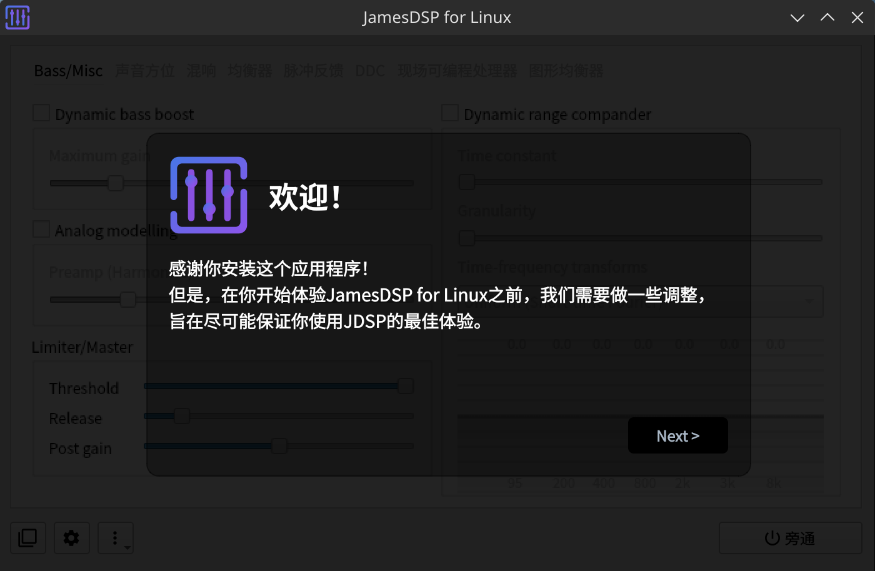 JamesDSP for Linux
Bass/Misc 声音方位 混响 均衡器 脉冲反馈 DDC 现场可编程处理器 图形均衡器
Dynamic bass boost
Dynamic range compander
Maximum gain
Time constant
欢迎！
Granularity
Analog modelling
感谢你安装这个应用程序！
Time-frequency transforms
Preamp (Harmo
但是，在你开始体验JamesDSP for Linux之前，我们需要做一些调整，
旨在尽可能保证你使用JDSP的最佳体验。
Limiter/Master
0.0 0.0 0.0 0.0 0.0 0.0 0.0
Threshold
Release
Post gain
Next >
95 200 400 800 2k 3k 8k
旁通